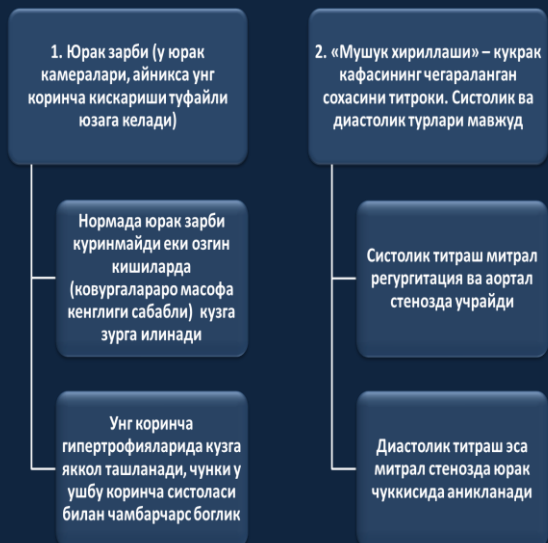 1. Юрак зарби (у юрак
камералари, айникса унг
коринча кискариши туфайли
юзага келади)
Нормада юрак зарби
куринмайди еки озгин
кишиларда
(ковургалараро масофа
кенглиги сабабли) кузга
зурга илинади
Унг коринча
гипертрофияларида кузга
яккол ташланади, чунки у
ушбу коринча систоласи
билан чамбарчарс боглик
2. «Мушук хириллаши» – кукрак
кафасининг чегараланган
сохасини титроки. Систолик ва
диастолик турлари мавжуд
Систолик титраш митрал
регургитация ва аортал
стенозда учрайди
Диастолик титраш эса
митрал стенозда юрак
чуккисида аникланади